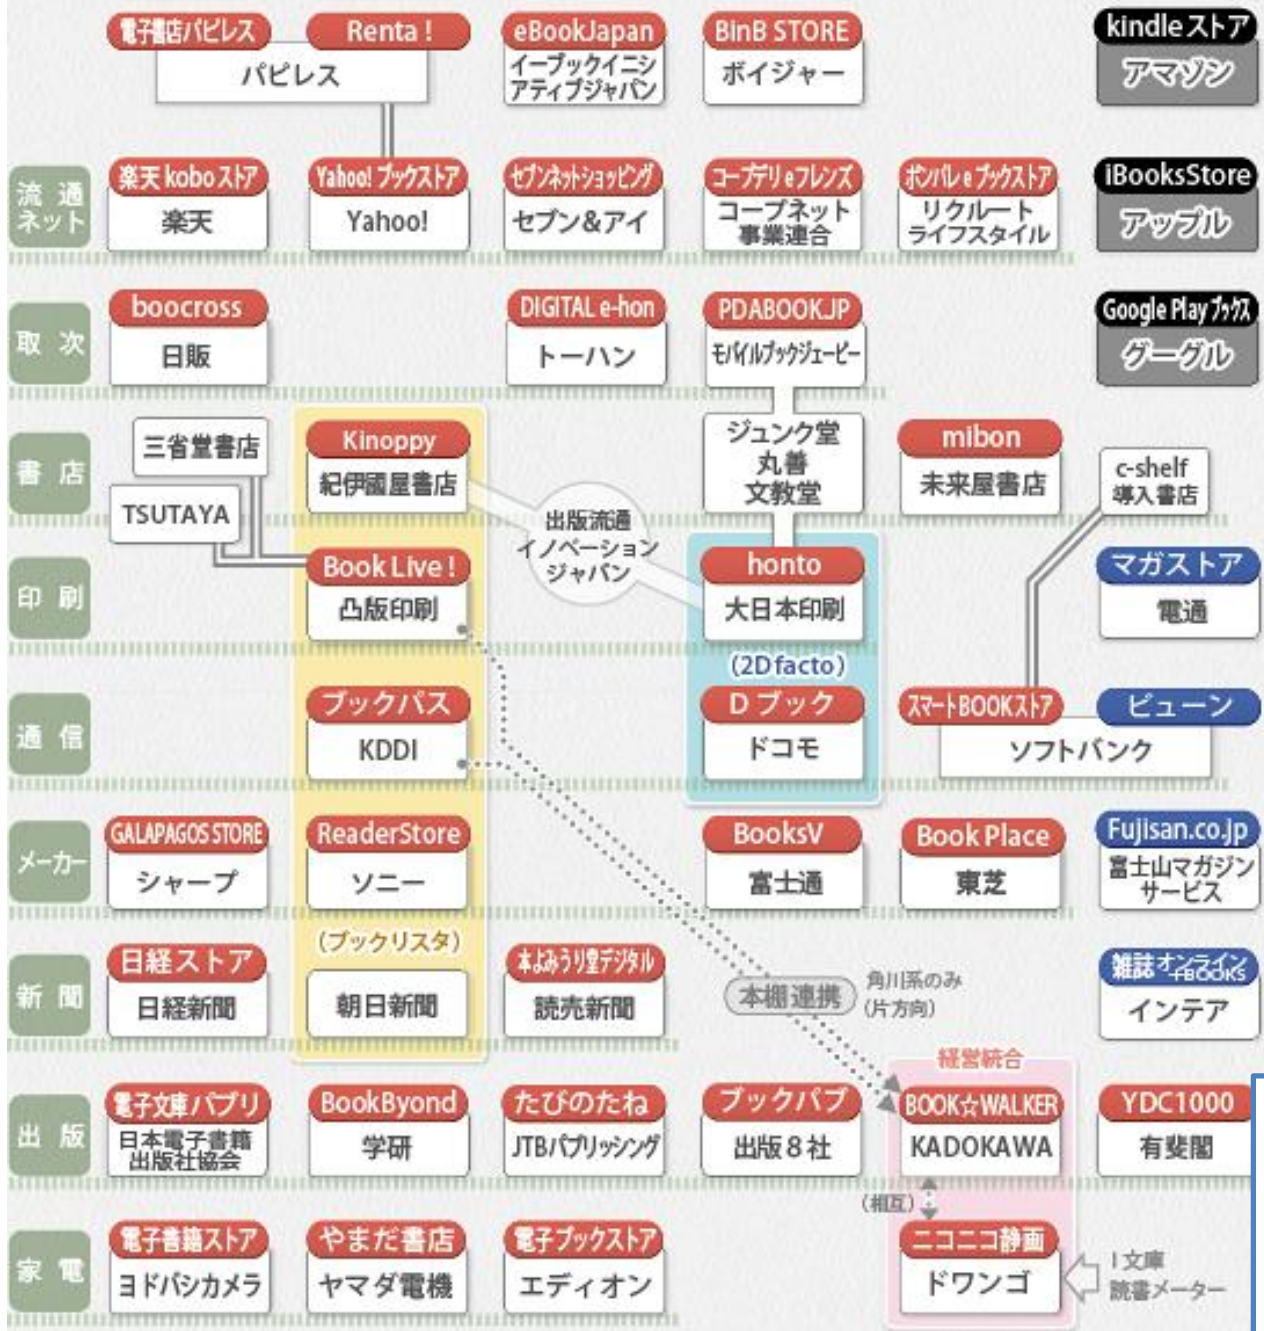 電子書店パピレス
Renta！
パピレス
eBookJapan
イーブックイニシ
アティブジャパン
BinB STORE
ボイジャー
kindleストア
アマゾン
流通
ネット
楽天koboストア
楽天
Yahoo!ブックストア
Yahoo!
セブンネットショッピング
セブン&アイ
コープデリeフレンズ
コープネット
事業連合
ポンパレeブックストア
リクルート
ライフスタイル
iBooksStore
アップル
取次
boocross
日販
DIGITAL e-hon
トーハン
PDABOOK.JP
モバイルブックジェーピー
Google Playブックス
グーグル
書店
三省堂書店
TSUTAYA
Kinoppy
紀伊國屋書店
出版流通
イノベーション
ジャパン
ジュンク堂
丸善
文教堂
mibon
未来屋書店
c-shelf
導入書店
印刷
Book Live！
凸版印刷
honto
大日本印刷
(2Dfacto)
マガストア
電通
通信
ブックパス
KDDI
Dブック
ドコモ
スマートBOOKストア
ビューン
ソフトバンク
メーカー
GALAPAGOS STORE
シャープ
ReaderStore
ソニー
(ブックリスタ)
BooksV
富士通
Book Place
東芝
Fujisan.co.jp
富士山マガジン
サービス
新聞
日経ストア
日経新聞
朝日新聞
本よみうり堂デジタル
読売新聞
本棚連携
角川系のみ
(片方向)
雑誌オンライン
+BOOKS
インテア
経営統合
出版
電子文庫パブリ
日本電子書籍
出版社協会
BookByond
学研
たびのたね
JTBパブリッシング
ブックパブ
出版8社
BOOK☆WALKER
KADOKAWA
YDC1000
有斐閣
(相互)
家電
電子書籍ストア
ヨドバシカメラ
やまだ書店
ヤマダ電機
電子ブックストア
エディオン
ニコニコ静画
ドワンゴ
I文庫
読書メーター